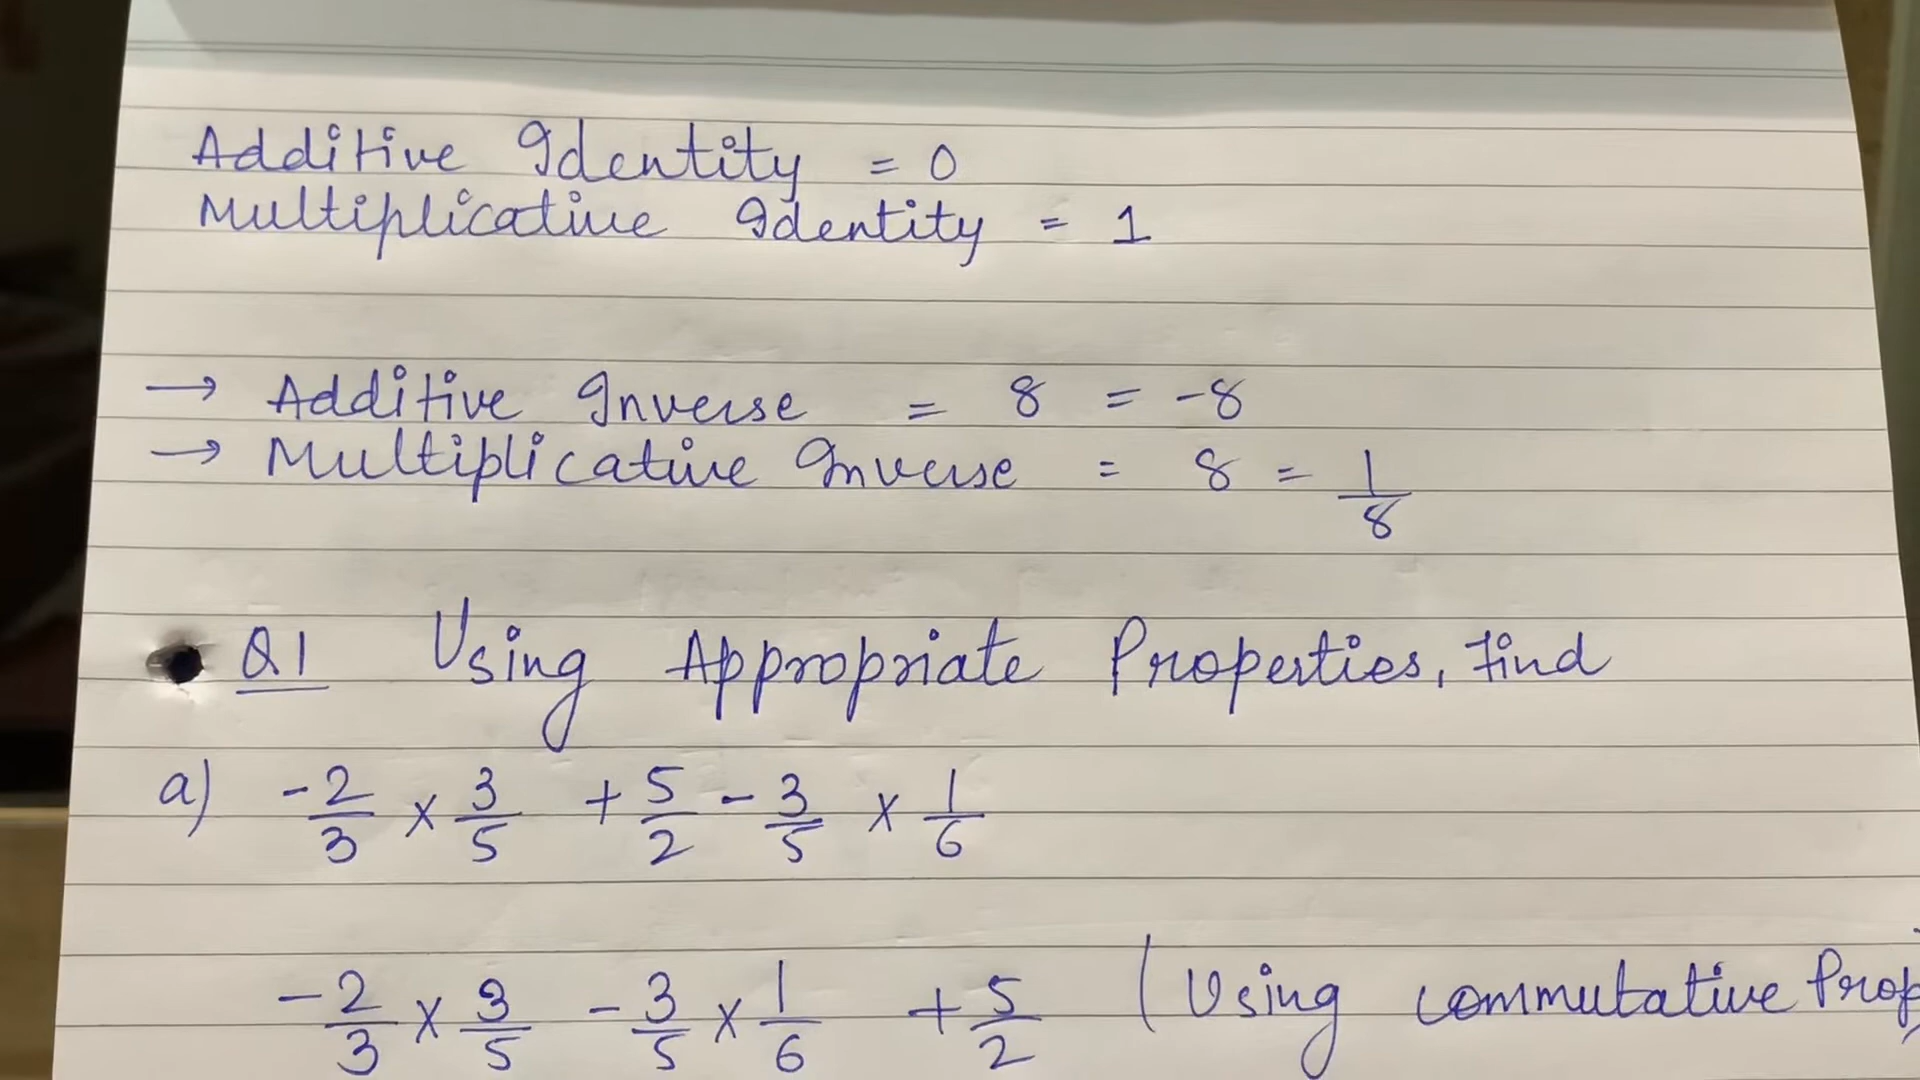 Additive Identity = 0
Multiplicative Identity = 1
→ Additive Inverse = 8 = -8
→ Multiplicative Inverse = 8 = 1/8
Q1 Using Appropriate Properties, find
a) -2/3 × 3/5 + 5/2 - 3/5 × 1/6
-2/3 × 3/5 - 3/5 × 1/6 + 5/2 (Using commutative Prop